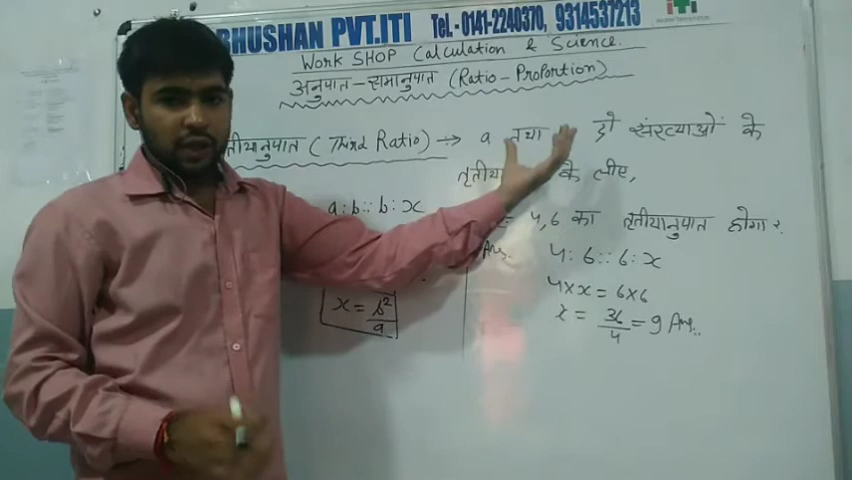 BHUSHAN PVT. ITI Tel.-0141-2240370, 9314537213
WORK SHOP Calculation & Science.
अनुपात-समानुपात (Ratio-Proportion)
तीयानुपात (Third Ratio) → a तथा दो संख्याओं के
तृतीया के लीए,
a:b::b:x
4,6 का तृतीयानुपात होगा?
Ans. 4:6::6:x
4×x = 6×6
x = b²/a
x = 36/4 = 9 Ans..